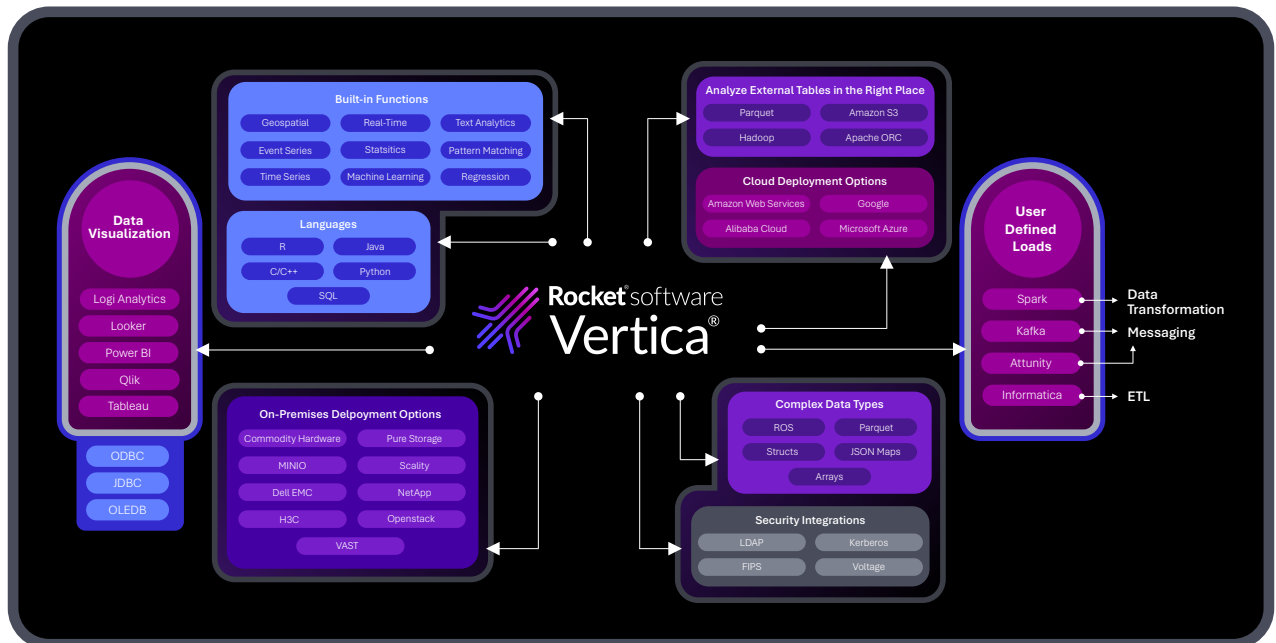 Built-in Functions
Geospatial
Real-Time
Text Analytics
Event Series
Statsitics
Pattern Matching
Time Series
Machine Learning
Regression
Languages
R
Java
C/C++
Python
SQL
Analyze External Tables in the Right Place
Parquet
Amazon S3
Hadoop
Apache ORC
Cloud Deployment Options
Amazon Web Services
Google
Alibaba Cloud
Microsoft Azure
Data
Visualization
Logi Analytics
Looker
Power BI
Qlik
Tableau
ODBC
JDBC
OLEDB
Rocket® software
Vertica®
User
Defined
Loads
Spark
Kafka
Attunity
Informatica
Data
Transformation
Messaging
ETL
On-Premises Delpoyment Options
Commodity Hardware
Pure Storage
MINIO
Scality
Dell EMC
NetApp
H3C
Openstack
VAST
Complex Data Types
ROS
Parquet
Structs
JSON Maps
Arrays
Security Integrations
LDAP
Kerberos
FIPS
Voltage